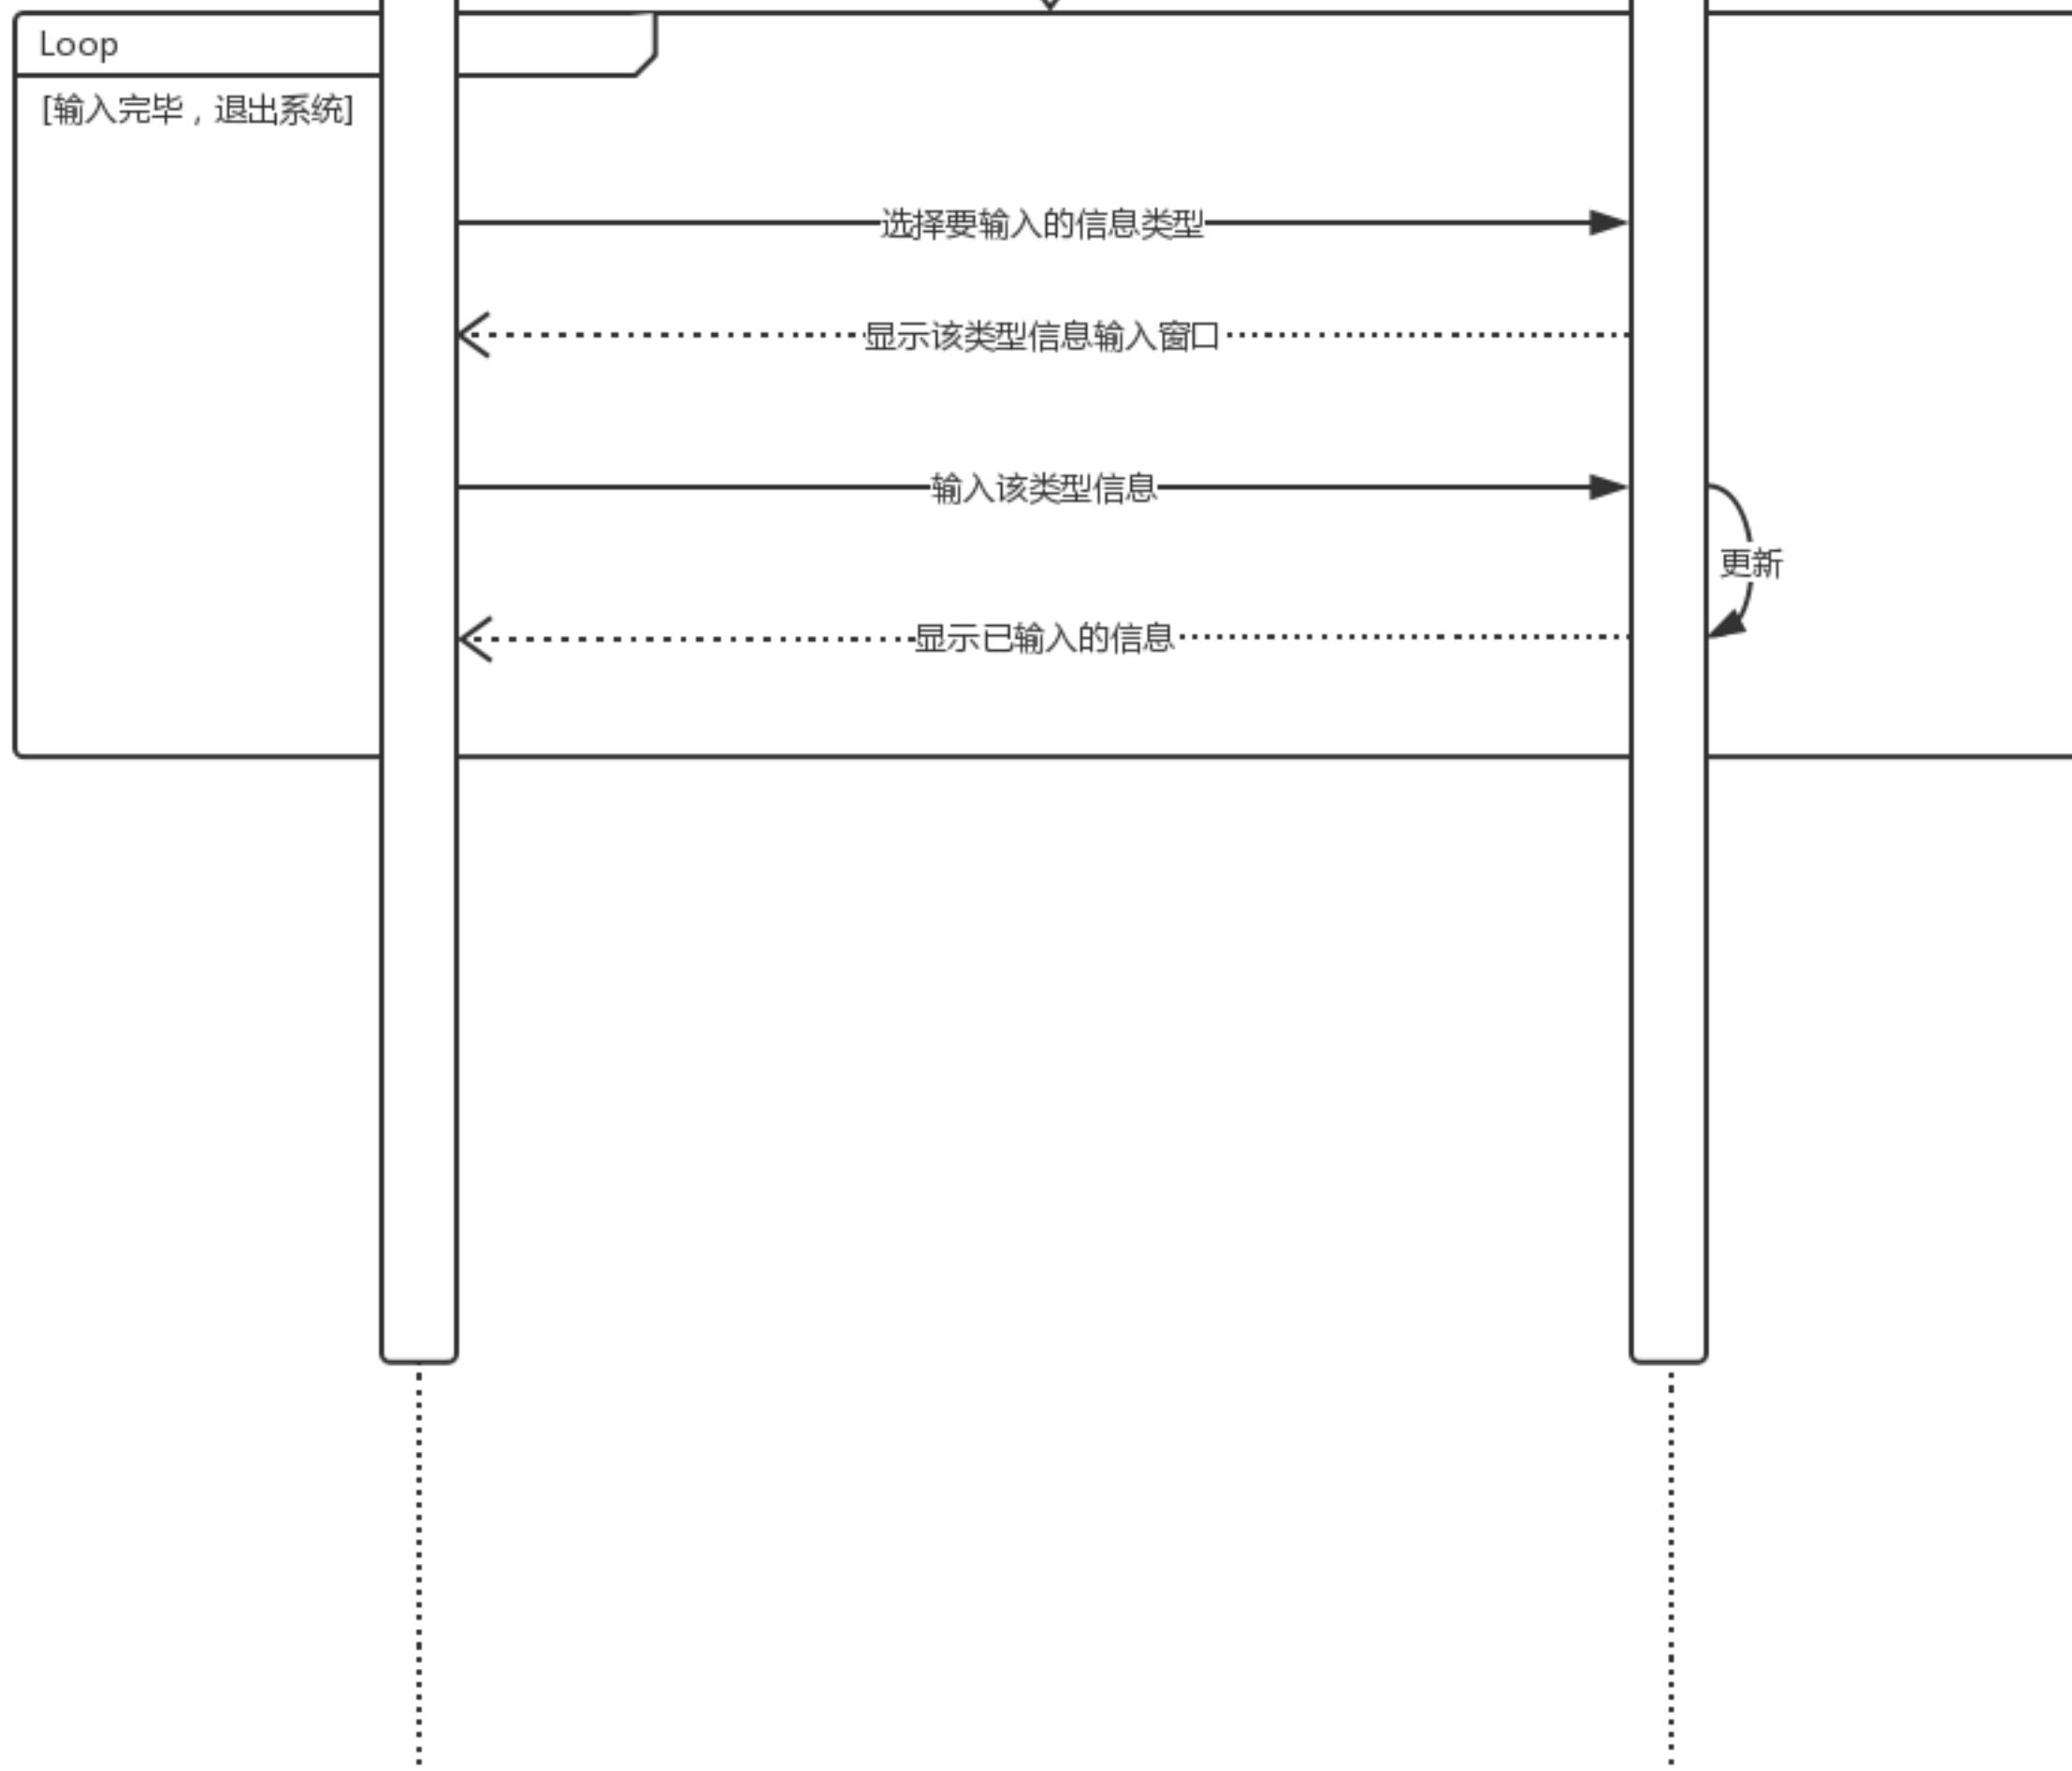 Loop
[输入完毕，退出系统]
选择要输入的信息类型
显示该类型信息输入窗口
输入该类型信息
更新
显示已输入的信息